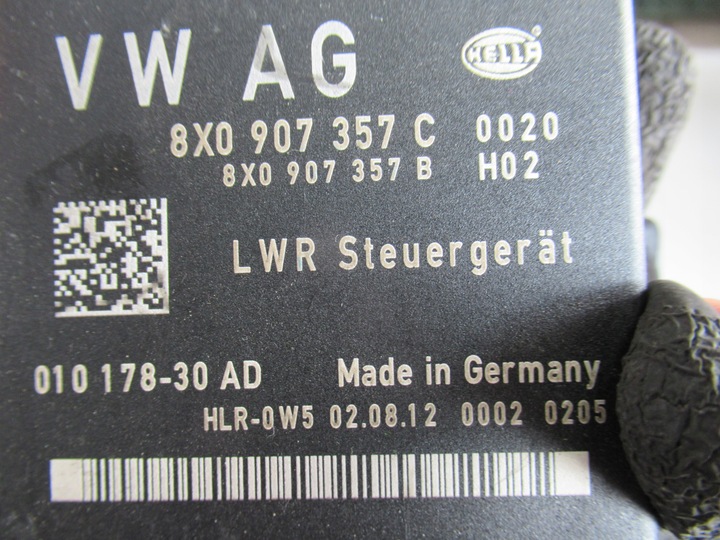 VW AG HELLA
8X0 907 357 C 0020
8X0 907 357 B H02
LWR Steuergerät
010 178-30 AD Made in Germany
HLR-0W5 02.08.12 0002 0205